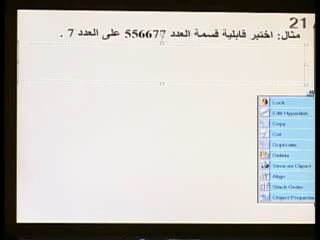 21
مثال: اختبر قابلية قسمة العدد 556677 على العدد 7 .
Lock
Edit Hyperlink
Copy
Cut
Duplicate
Delete
Save as Clipart
Align
Stack Order
Object Properties